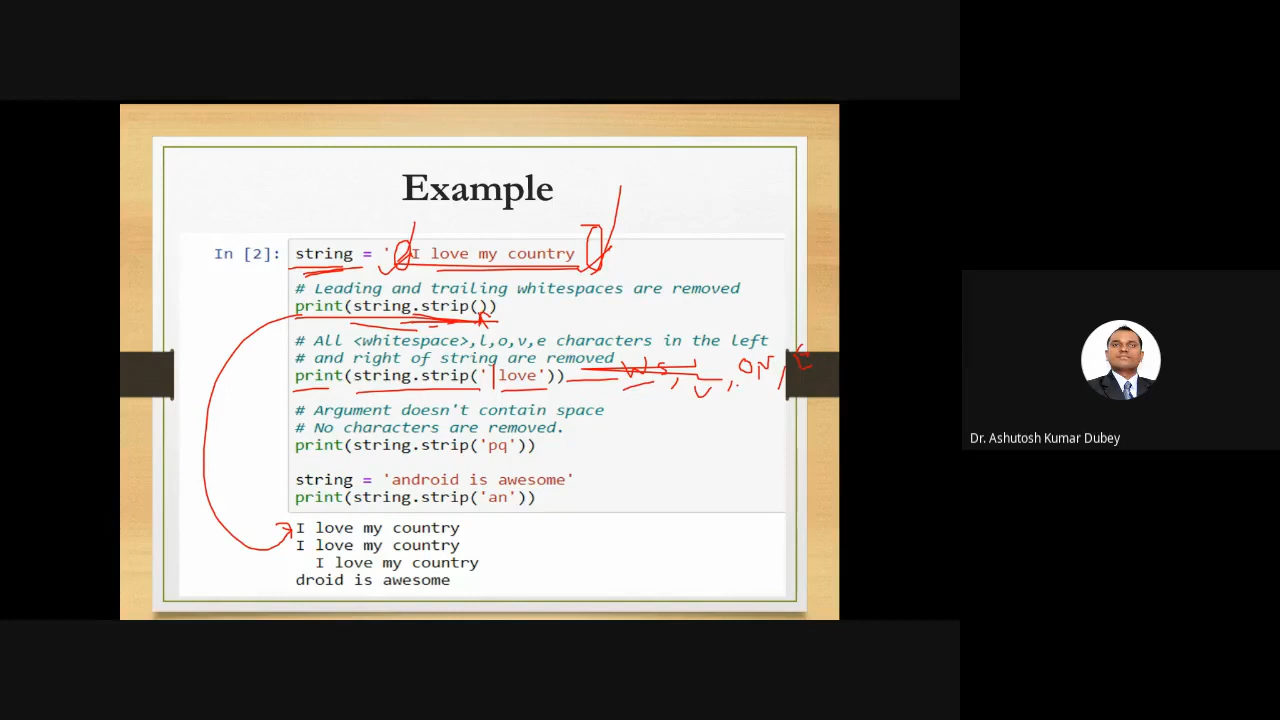 Example
In [2]: string = '  I love my country  
# Leading and trailing whitespaces are removed
print(string.strip())
# All <whitespace>,l,o,v,e characters in the left
# and right of string are removed
print(string.strip(' love')) Ws, L, O V, E
# Argument doesn't contain space
# No characters are removed.
print(string.strip('pq'))
string = 'android is awesome'
print(string.strip('an'))
I love my country
I love my country
  I love my country
droid is awesome
Dr. Ashutosh Kumar Dubey